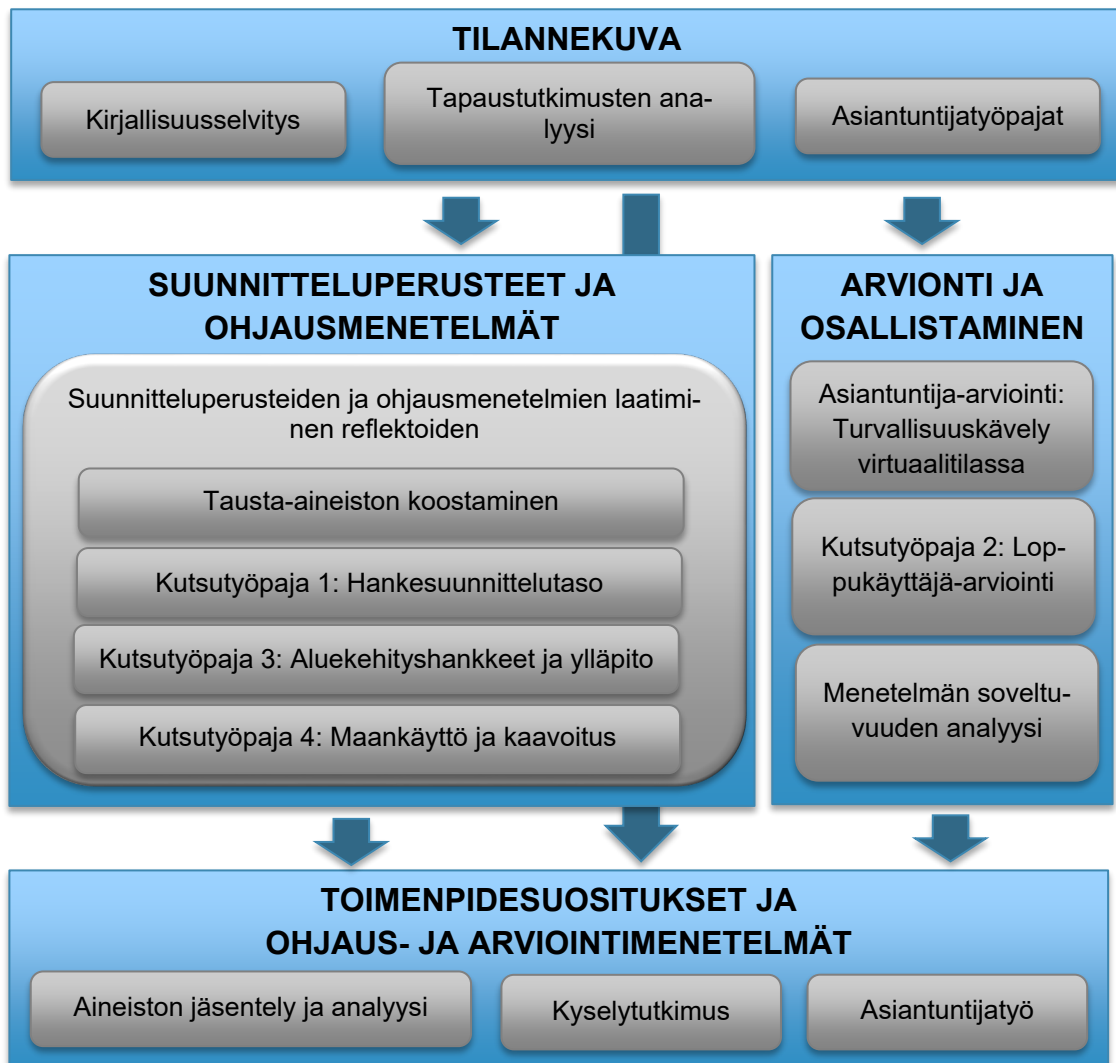 TILANNEKUVA
Kirjallisuusselvitys
Tapaustutkimusten ana-
lyysi
Asiantuntijatyöpajat
SUUNNITTELUPERUSTEET JA
OHJAUSMENETELMÄT
Suunnitteluperusteiden ja ohjausmenetelmien laatimi-
nen reflektoiden
Tausta-aineiston koostaminen
Kutsutyöpaja 1: Hankesuunnittelutaso
Kutsutyöpaja 3: Aluekehityshankkeet ja ylläpito
Kutsutyöpaja 4: Maankäyttö ja kaavoitus
ARVIONTI JA
OSALLISTAMINEN
Asiantuntija-arviointi:
Turvallisuuskävely
virtuaalitilassa
Kutsutyöpaja 2: Lop-
pukäyttäjä-arviointi
Menetelmän soveltu-
vuuden analyysi
TOIMENPIDESUOSITUKSET JA
OHJAUS- JA ARVIOINTIMENETELMÄT
Aineiston jäsentely ja analyysi
Kyselytutkimus
Asiantuntijatyö